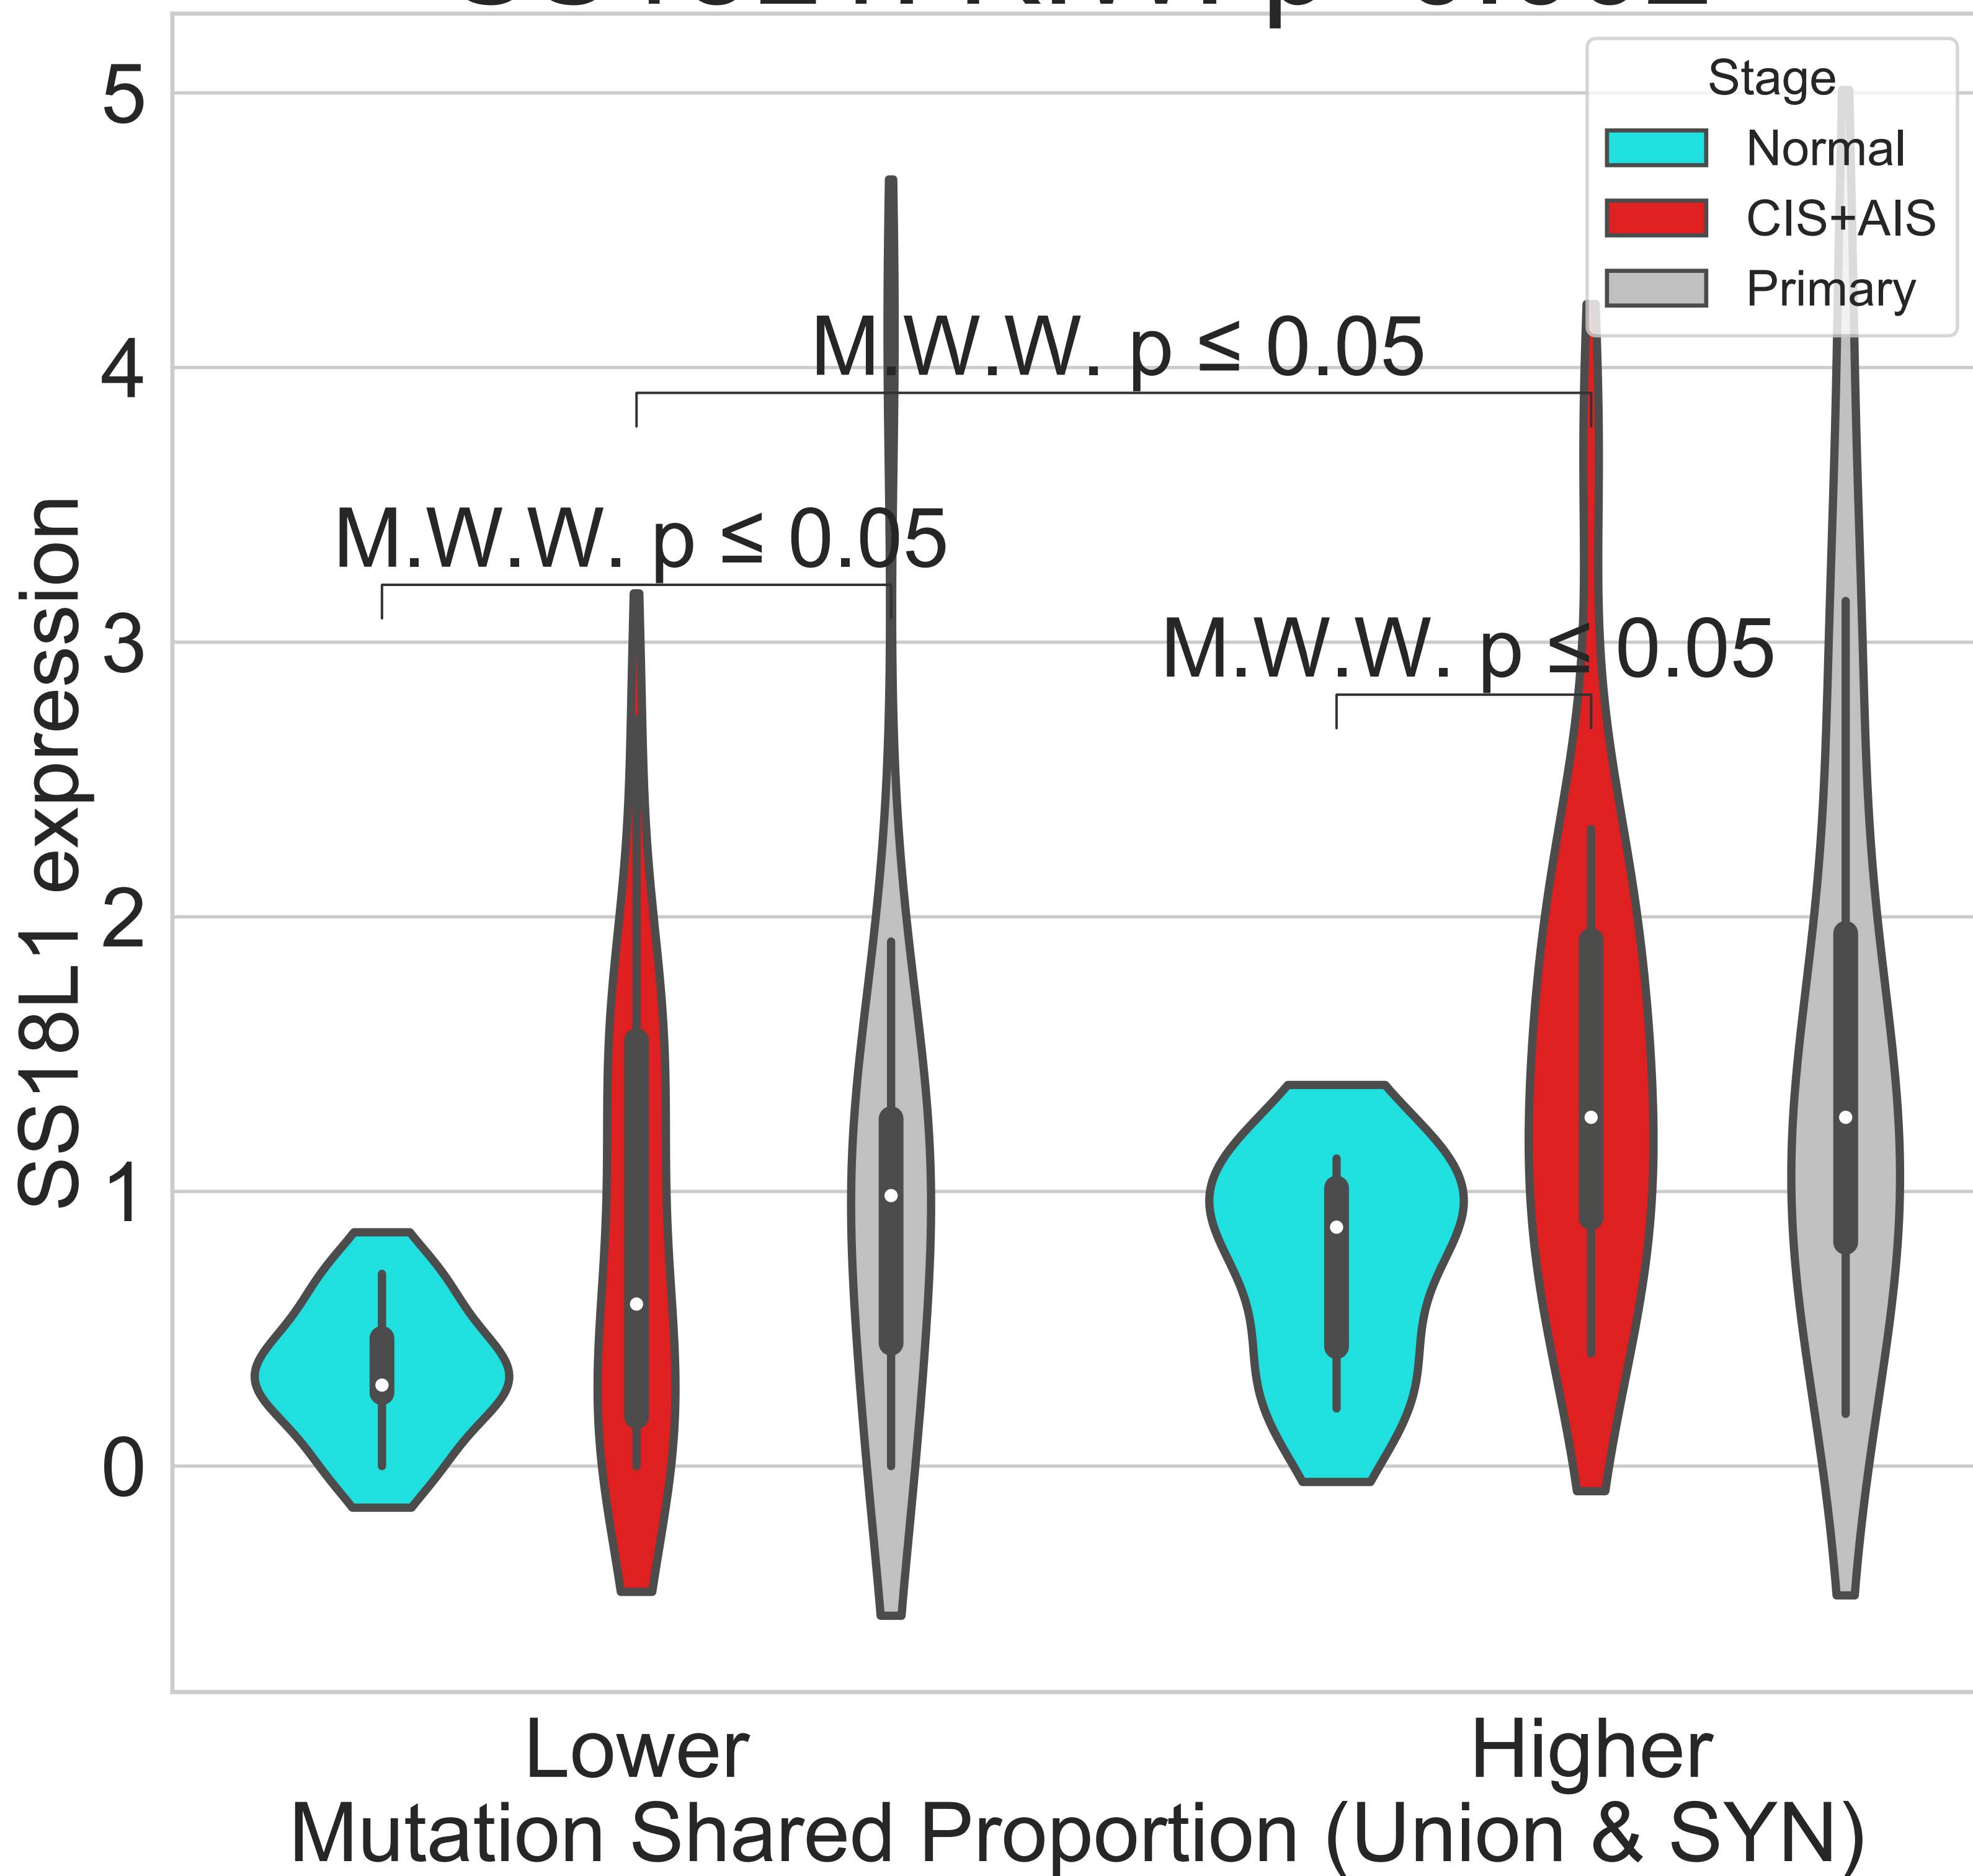 Stage
Normal
CIS+AIS
Primary
5
4
3
2
1
0
SS18L1 expression
M.W.W. p ≤ 0.05
M.W.W. p ≤ 0.05
M.W.W. p ≤ 0.05
Lower
Higher
Mutation Shared Proportion (Union & SYN)